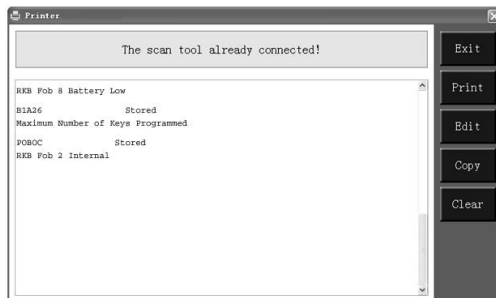 Printer
The scan tool already connected!
Exit
Print
Edit
Copy
Clear
RKB Fob 8 Battery Low
B1A26 Stored
Maximum Number of Keys Programmed
POBOC Stored
RKB Fob 2 Internal